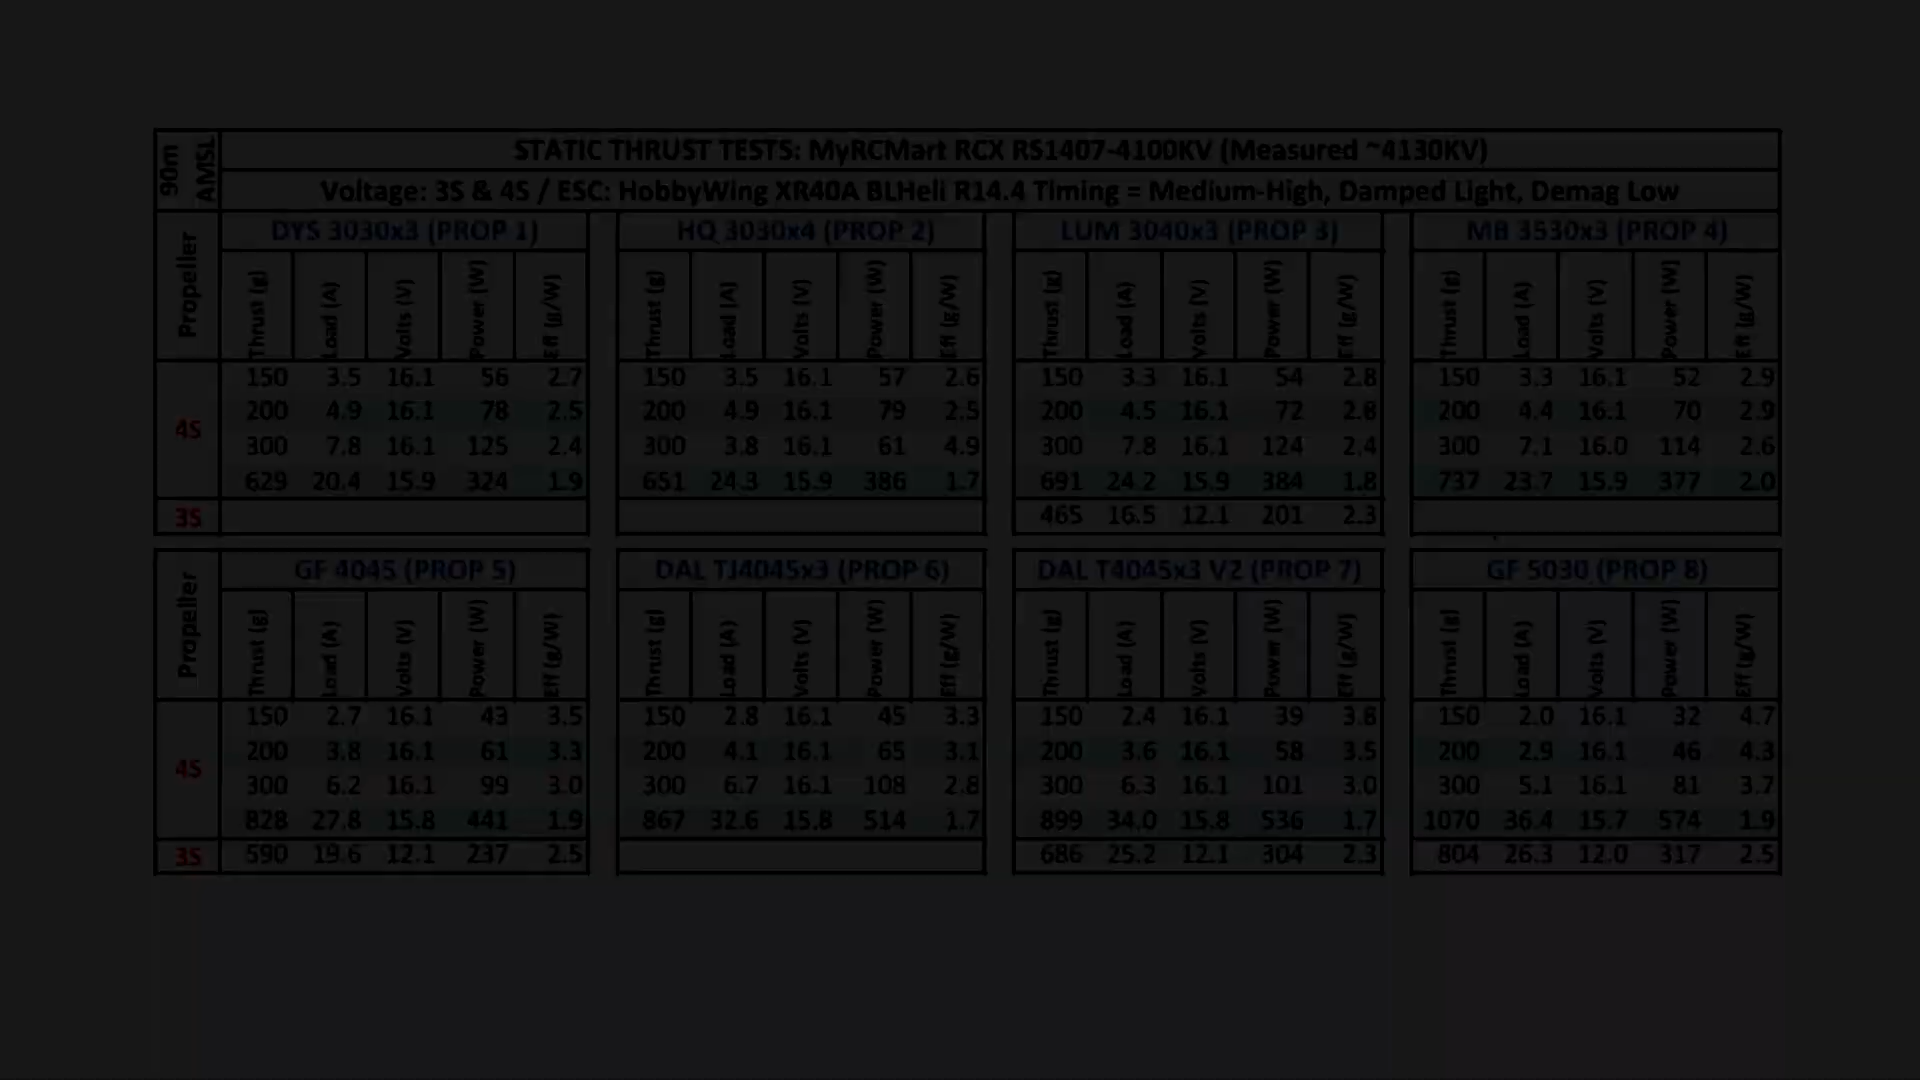 90m AMSL
STATIC THRUST TESTS: MyRCMart RCX RS1407-4100KV (Measured ~4130KV)
Voltage: 3S & 4S / ESC: HobbyWing XR40A BLHeli R14.4 Timing = Medium-High, Damped Light, Demag Low
Propeller DYS 3030x3 (PROP 1) HQ 3030x4 (PROP 2) LUM 3040x3 (PROP 3) MB 3530x3 (PROP 4)
Thrust (g) Load (A) Volts (V) Power (W) Eff (g/W) Thrust (g) Load (A) Volts (V) Power (W) Eff (g/W) Thrust (g) Load (A) Volts (V) Power (W) Eff (g/W) Thrust (g) Load (A) Volts (V) Power (W) Eff (g/W)
4S
150 3.5 16.1 56 2.7 150 3.5 16.1 57 2.6 150 3.3 16.1 54 2.8 150 3.3 16.1 52 2.9
200 4.9 16.1 78 2.5 200 4.9 16.1 79 2.5 200 4.5 16.1 72 2.8 200 4.4 16.1 70 2.9
300 7.8 16.1 125 2.4 300 3.8 16.1 61 4.9 300 7.8 16.1 124 2.4 300 7.1 16.0 114 2.6
629 20.4 15.9 324 1.9 651 24.3 15.9 386 1.7 691 24.2 15.9 384 1.8 737 23.7 15.9 377 2.0
3S 465 16.5 12.1 201 2.3
Propeller GF 4045 (PROP 5) DAL TJ4045x3 (PROP 6) DAL T4045x3 V2 (PROP 7) GF 5030 (PROP 8)
Thrust (g) Load (A) Volts (V) Power (W) Eff (g/W) Thrust (g) Load (A) Volts (V) Power (W) Eff (g/W) Thrust (g) Load (A) Volts (V) Power (W) Eff (g/W) Thrust (g) Load (A) Volts (V) Power (W) Eff (g/W)
4S
150 2.7 16.1 43 3.5 150 2.8 16.1 45 3.3 150 2.4 16.1 39 3.8 150 2.0 16.1 32 4.7
200 3.8 16.1 61 3.3 200 4.1 16.1 65 3.1 200 3.6 16.1 58 3.5 200 2.9 16.1 46 4.3
300 6.2 16.1 99 3.0 300 6.7 16.1 108 2.8 300 6.3 16.1 101 3.0 300 5.1 16.1 81 3.7
828 27.8 15.8 441 1.9 867 32.6 15.8 514 1.7 899 34.0 15.8 536 1.7 1070 36.4 15.7 574 1.9
3S 590 19.6 12.1 237 2.5 686 25.2 12.1 304 2.3 804 26.3 12.0 317 2.5